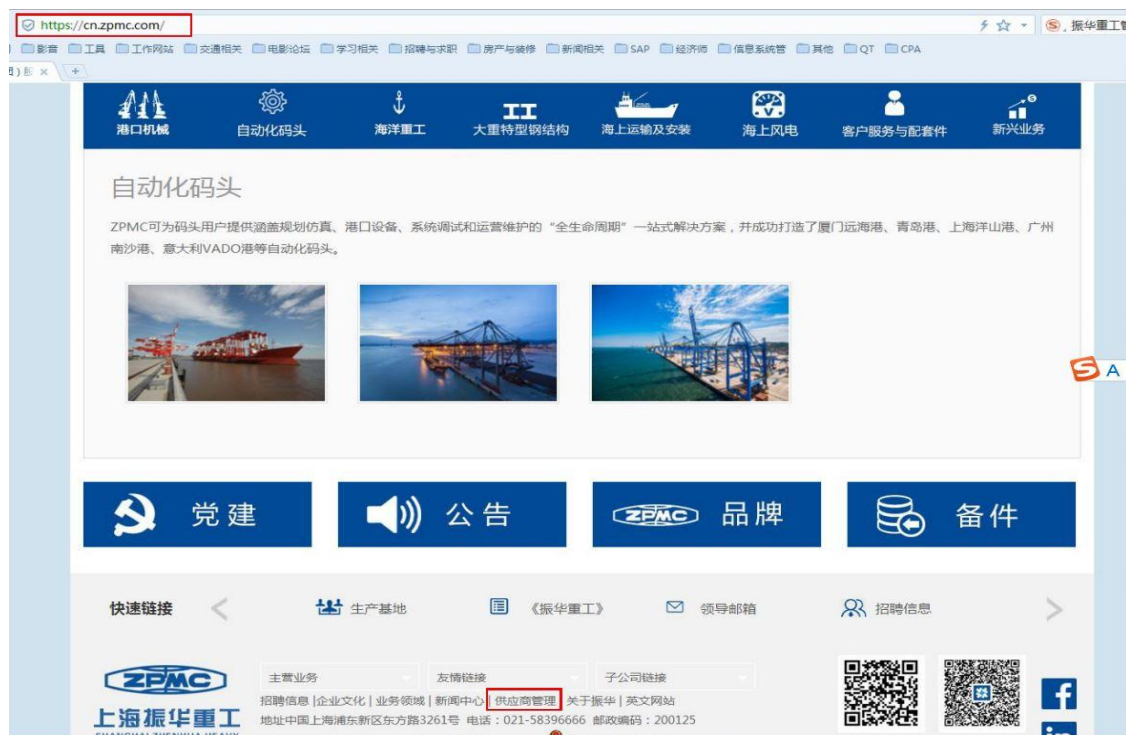 https://cn.zpmc.com/
振华重工
影音 工具 工作网站 交通相关 电影论坛 学习相关 招聘与求职 房产与装修 新闻相关 SAP 经济师 信息系统管 其他 QT CPA
港口机械 自动化码头 海洋重工 大重特型钢结构 海上运输及安装 海上风电 客户服务与配套件 新兴业务
自动化码头
ZPMC可为码头用户提供涵盖规划仿真、港口设备、系统调试和运营维护的“全生命周期”一站式解决方案，并成功打造了厦门远海港、青岛港、上海洋山港、广州
南沙港、意大利VADO港等自动化码头。
S A
党建 公告 ZPMC 品牌 备件
快速链接 生产基地 《振华重工》 领导邮箱 招聘信息
ZPMC 主营业务 友情链接 子公司链接
招聘信息 |企业文化 | 业务领域 | 新闻中心 | 供应商管理 | 关于振华 | 英文网站
上海振华重工 地址中国上海浦东新区东方路3261号 电话：021-58396666 邮政编码：200125
f
in